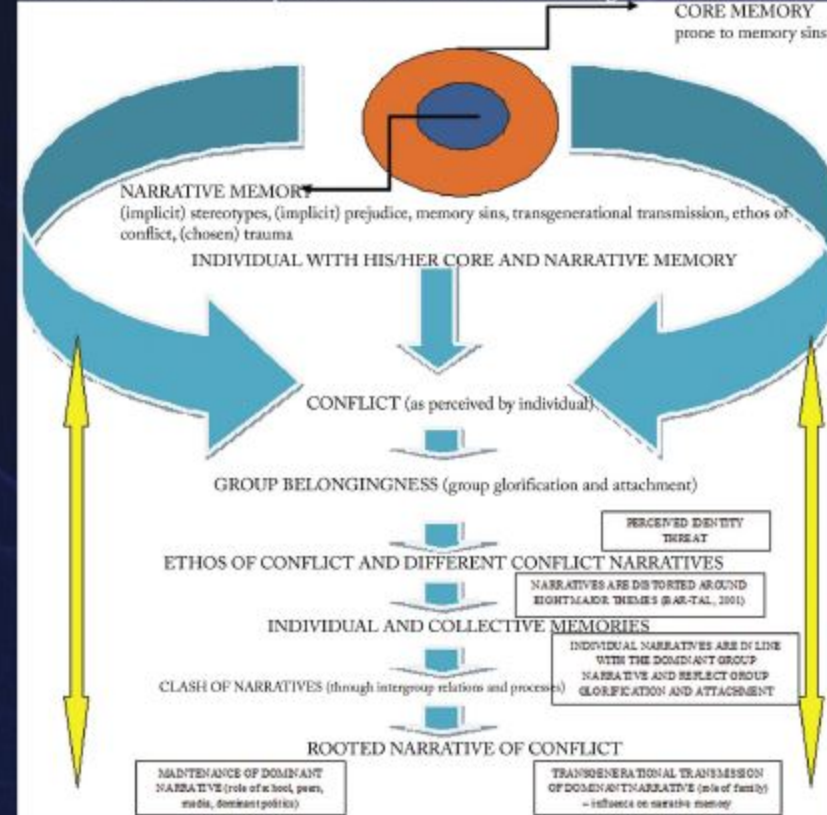 CORE MEMORY
prone to memory sins
NARRATIVE MEMORY
(implicit) stereotypes, (implicit) prejudice, memory sins, transgenerational transmission, ethos of
conflict, (chosen) trauma
INDIVIDUAL WITH HIS/HER CORE AND NARRATIVE MEMORY
CONFLICT (as perceived by individual)
GROUP BELONGINGNESS (group glorification and attachment)
PERCEIVED IDENTITY
THREAT
ETHOS OF CONFLICT AND DIFFERENT CONFLICT NARRATIVES
NARRATIVES ARE DISTORTED AROUND
EIGHT MAJOR THEMES (BAR-TAL, 2001)
INDIVIDUAL AND COLLECTIVE MEMORIES
INDIVIDUAL NARRATIVES ARE IN LINE
WITH THE DOMINANT GROUP
NARRATIVE AND REFLECT GROUP
GLORIFICATION AND ATTACHMENT
CLASH OF NARRATIVES (through intergroup relations and processes)
ROOTED NARRATIVE OF CONFLICT
MAINTENANCE OF DOMINANT
NARRATIVE (role of school, peers,
media, dominant politics)
TRANSGENERATIONAL TRANSMISSION
OF DOMINANT NARRATIVE (role of family)
– influence on narrative memory